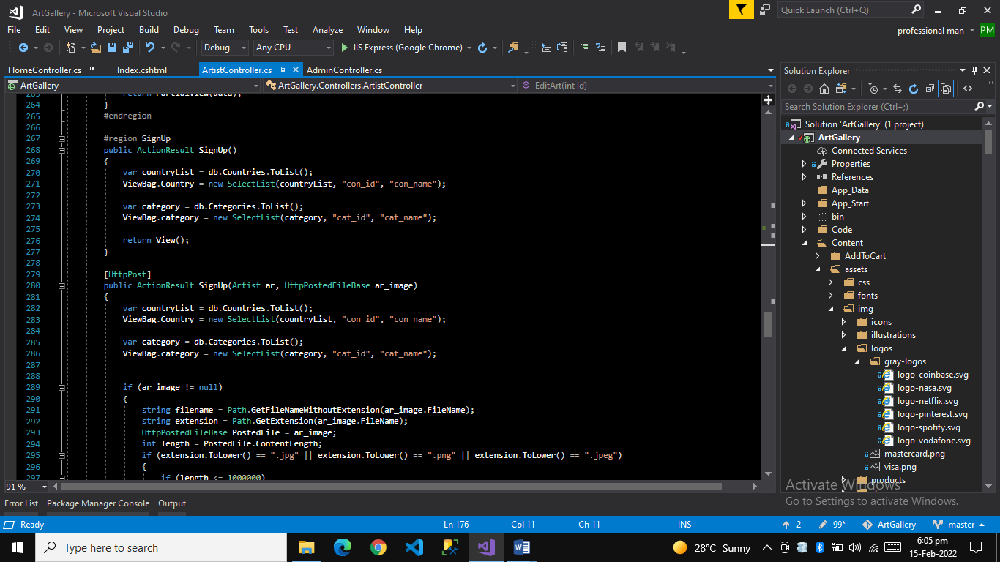 ArtGallery - Microsoft Visual Studio
Quick Launch (Ctrl+Q)
File Edit View Project Build Debug Team Tools Test Analyze Window Help
professional man PM
Debug Any CPU IIS Express (Google Chrome)
HomeController.cs Index.cshtml ArtistController.cs AdminController.cs
ArtGallery ArtGallery.Controllers.ArtistController EditArt(int Id)
263 return PartialView(data);
264 }
265 #endregion
266
267 #region SignUp
268 public ActionResult SignUp()
269 {
270 var countryList = db.Countries.ToList();
271 ViewBag.Country = new SelectList(countryList, "con_id", "con_name");
272
273 var category = db.Categories.ToList();
274 ViewBag.category = new SelectList(category, "cat_id", "cat_name");
275
276 return View();
277 }
278
279 [HttpPost]
280 public ActionResult SignUp(Artist ar, HttpPostedFileBase ar_image)
281 {
282 var countryList = db.Countries.ToList();
283 ViewBag.Country = new SelectList(countryList, "con_id", "con_name");
284
285 var category = db.Categories.ToList();
286 ViewBag.category = new SelectList(category, "cat_id", "cat_name");
287
288
289 if (ar_image != null)
290 {
291 string filename = Path.GetFileNameWithoutExtension(ar_image.FileName);
292 string extension = Path.GetExtension(ar_image.FileName);
293 HttpPostedFileBase PostedFile = ar_image;
294 int length = PostedFile.ContentLength;
295 if (extension.ToLower() == ".jpg" || extension.ToLower() == ".png" || extension.ToLower() == ".jpeg")
296 {
297 if (length <= 1000000)
91 %
Solution Explorer
Search Solution Explorer (Ctrl+;)
Solution 'ArtGallery' (1 project)
ArtGallery
Connected Services
Properties
References
App_Data
App_Start
bin
Code
Content
AddToCart
assets
css
fonts
img
icons
illustrations
logos
gray-logos
logo-coinbase.svg
logo-nasa.svg
logo-netflix.svg
logo-pinterest.svg
logo-spotify.svg
logo-vodafone.svg
mastercard.png
visa.png
products
shapes
Activate Windows
Go to Settings to activate Windows.
Error List Package Manager Console Output
Ready Ln 176 Col 11 Ch 11 INS 2 99* ArtGallery master
Type here to search
28°C Sunny
6:05 pm
15-Feb-2022